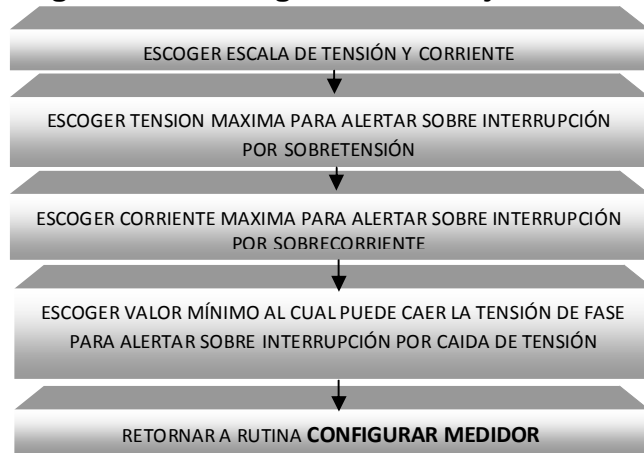 ESCOGER ESCALA DE TENSIÓN Y CORRIENTE
ESCOGER TENSION MAXIMA PARA ALERTAR SOBRE INTERRUPCIÓN
POR SOBRETENSIÓN
ESCOGER CORRIENTE MAXIMA PARA ALERTAR SOBRE INTERRUPCIÓN
POR SOBRECORRIENTE
ESCOGER VALOR MÍNIMO AL CUAL PUEDE CAER LA TENSIÓN DE FASE
PARA ALERTAR SOBRE INTERRUPCIÓN POR CAIDA DE TENSIÓN
RETORNAR A RUTINA CONFIGURAR MEDIDOR